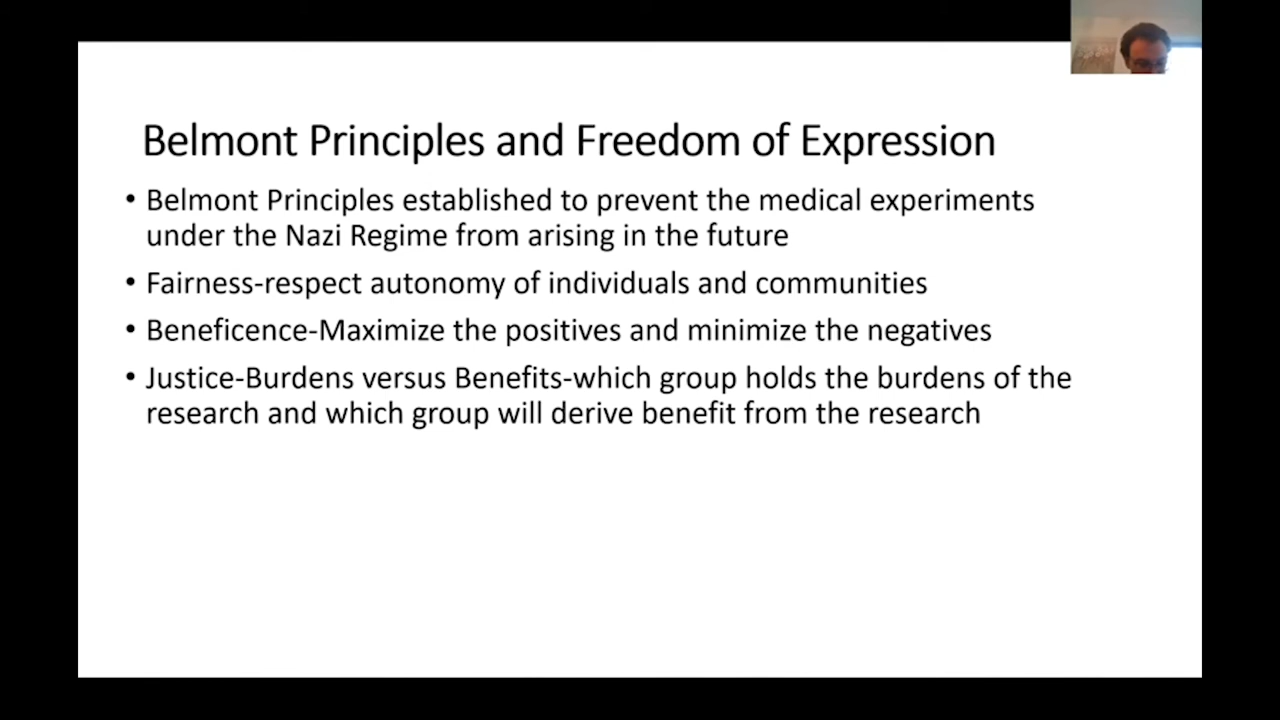 Belmont Principles and Freedom of Expression
• Belmont Principles established to prevent the medical experiments
under the Nazi Regime from arising in the future
• Fairness-respect autonomy of individuals and communities
• Beneficence-Maximize the positives and minimize the negatives
• Justice-Burdens versus Benefits-which group holds the burdens of the
research and which group will derive benefit from the research